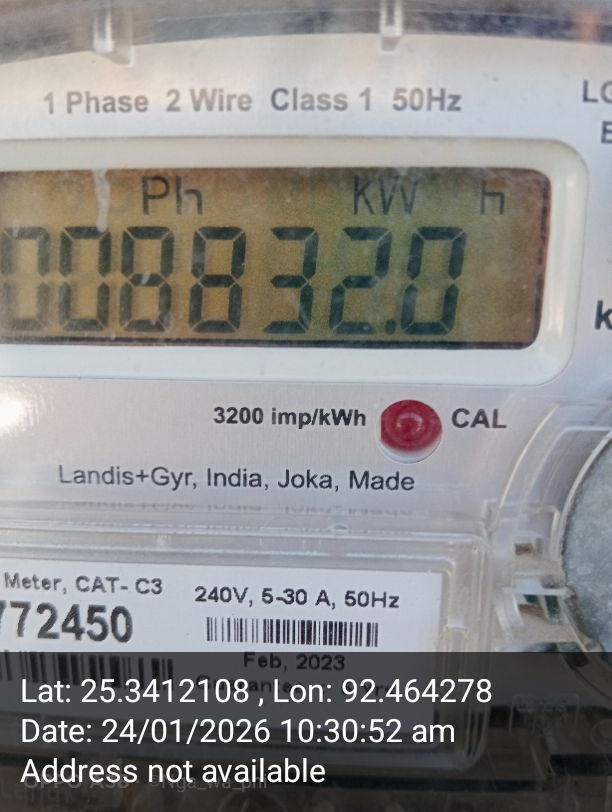 1 Phase 2 Wire Class 1 50Hz
Ph KW h
008832.0
3200 imp/kWh CAL
Landis+Gyr, India, Joka, Made
Meter, CAT- C3
772450
240V, 5-30 A, 50Hz
Feb, 2023
Lat: 25.3412108 , Lon: 92.464278
Date: 24/01/2026 10:30:52 am
Address not available